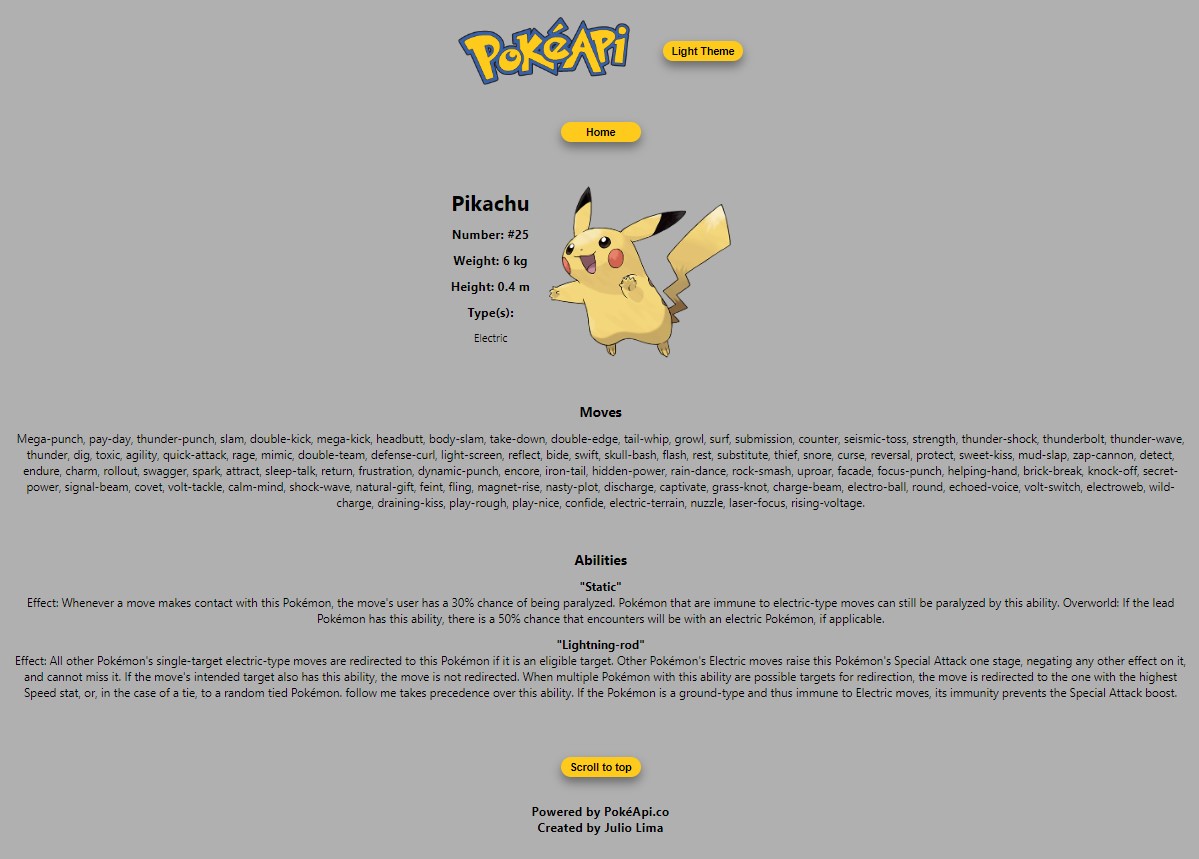 PokéApi
Light Theme
Home
Pikachu
Number: #25
Weight: 6 kg
Height: 0.4 m
Type(s):
Electric
Moves
Mega-punch, pay-day, thunder-punch, slam, double-kick, mega-kick, headbutt, body-slam, take-down, double-edge, tail-whip, growl, surf, submission, counter, seismic-toss, strength, thunder-shock, thunderbolt, thunder-wave,
thunder, dig, toxic, agility, quick-attack, rage, mimic, double-team, defense-curl, light-screen, reflect, bide, swift, skull-bash, flash, rest, substitute, thief, snore, curse, reversal, protect, sweet-kiss, mud-slap, zap-cannon, detect,
endure, charm, rollout, swagger, spark, attract, sleep-talk, return, frustration, dynamic-punch, encore, iron-tail, hidden-power, rain-dance, rock-smash, uproar, facade, focus-punch, helping-hand, brick-break, knock-off, secret-
power, signal-beam, covet, volt-tackle, calm-mind, shock-wave, natural-gift, feint, fling, magnet-rise, nasty-plot, discharge, captivate, grass-knot, charge-beam, electro-ball, round, echoed-voice, volt-switch, electroweb, wild-
charge, draining-kiss, play-rough, play-nice, confide, electric-terrain, nuzzle, laser-focus, rising-voltage.
Abilities
"Static"
Effect: Whenever a move makes contact with this Pokémon, the move's user has a 30% chance of being paralyzed. Pokémon that are immune to electric-type moves can still be paralyzed by this ability. Overworld: If the lead
Pokémon has this ability, there is a 50% chance that encounters will be with an electric Pokémon, if applicable.
"Lightning-rod"
Effect: All other Pokémon's single-target electric-type moves are redirected to this Pokémon if it is an eligible target. Other Pokémon's Electric moves raise this Pokémon's Special Attack one stage, negating any other effect on it,
and cannot miss it. If the move's intended target also has this ability, the move is not redirected. When multiple Pokémon with this ability are possible targets for redirection, the move is redirected to the one with the highest
Speed stat, or, in the case of a tie, to a random tied Pokémon. follow me takes precedence over this ability. If the Pokémon is a ground-type and thus immune to Electric moves, its immunity prevents the Special Attack boost.
Scroll to top
Powered by PokéApi.co
Created by Julio Lima